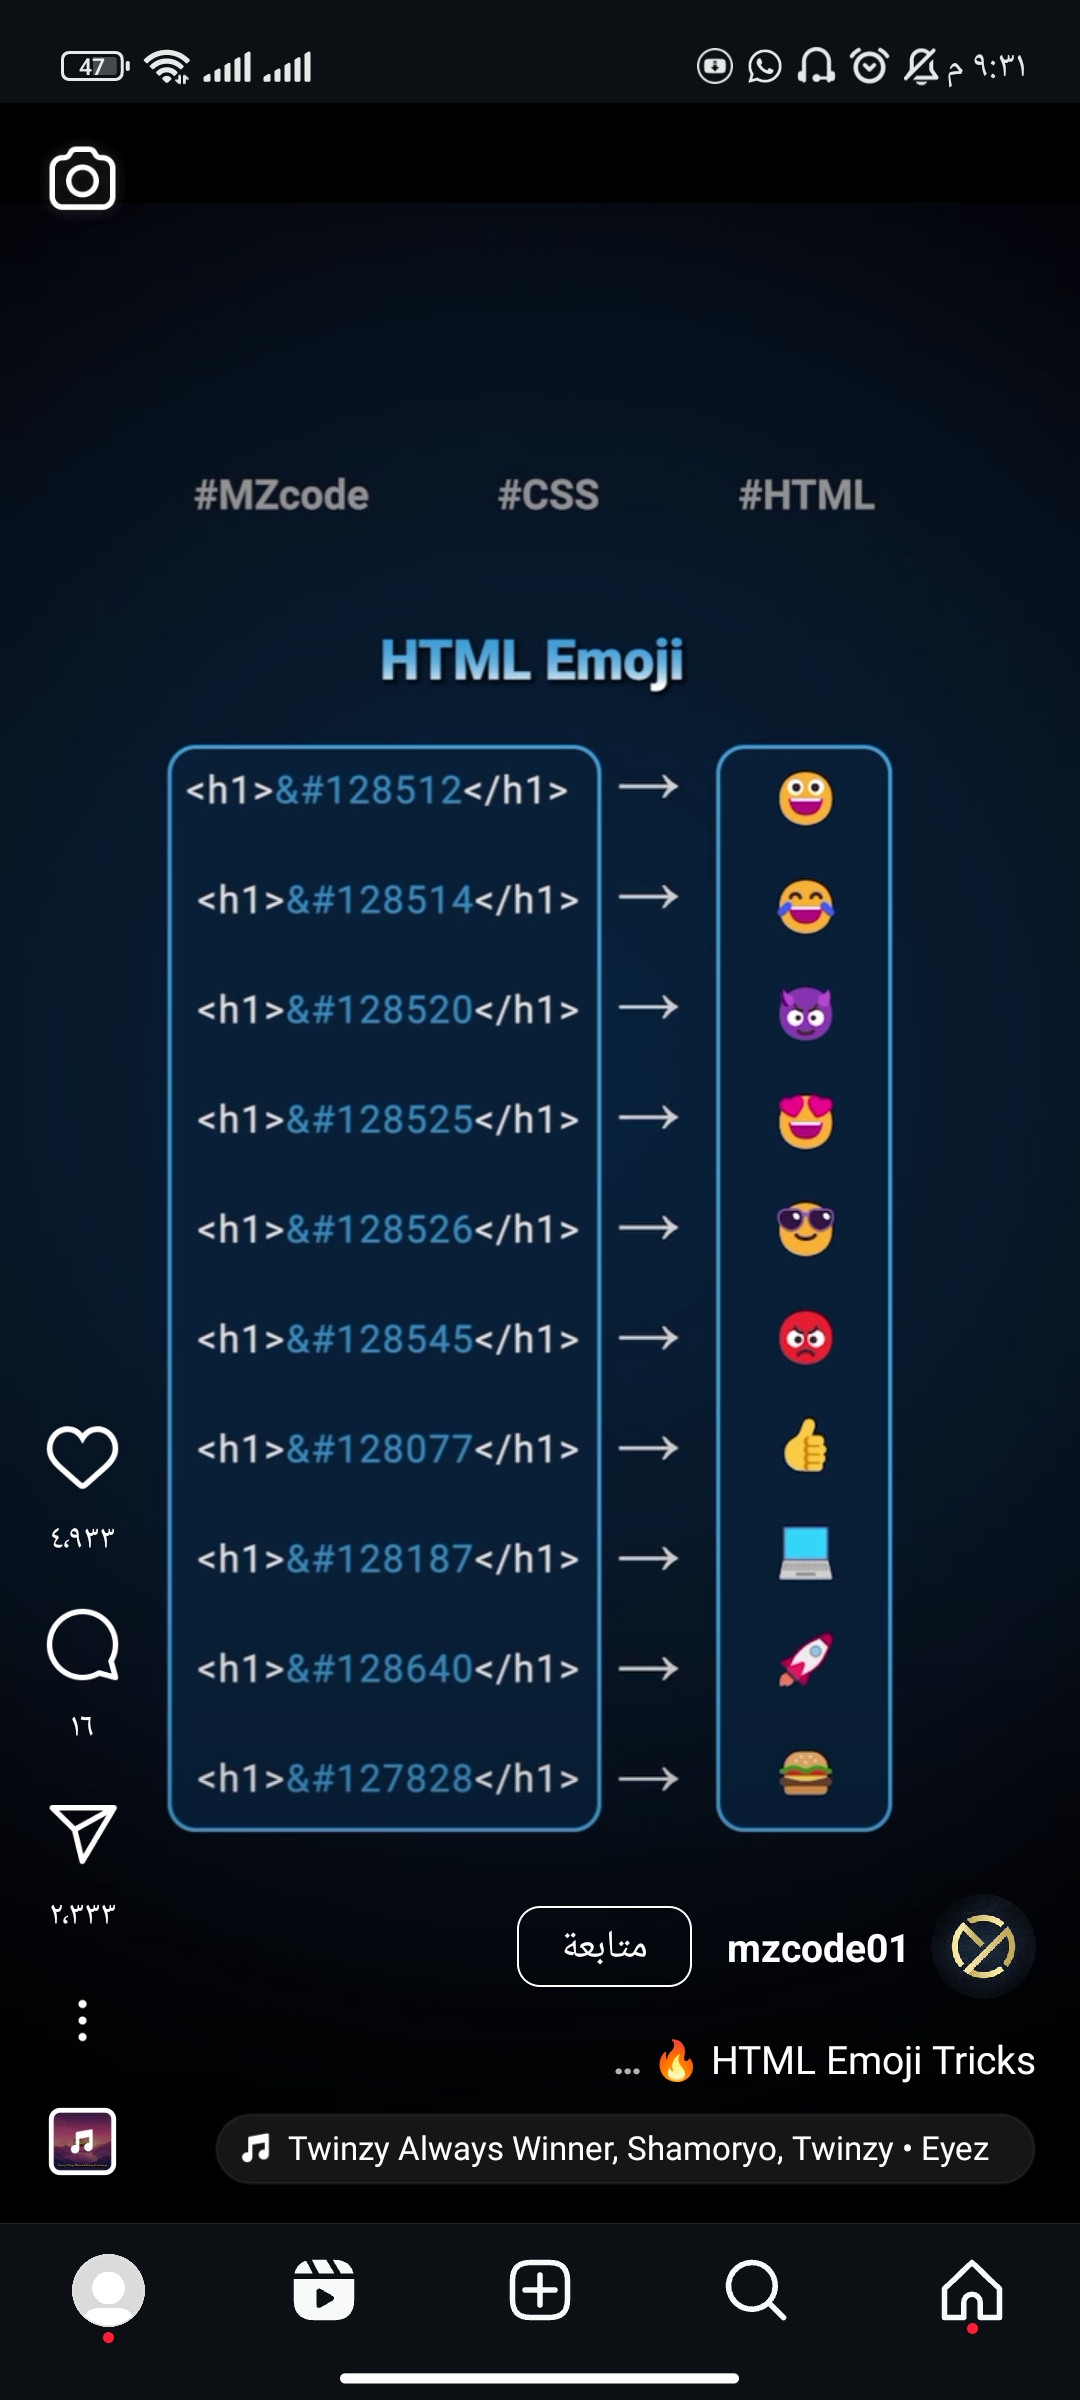 47
٩:٣١ م
#MZcode #CSS #HTML
HTML Emoji
<h1>&#128512</h1> → 😀
<h1>&#128514</h1> → 😂
<h1>&#128520</h1> → 😈
<h1>&#128525</h1> → 😍
<h1>&#128526</h1> → 😎
<h1>&#128545</h1> → 😡
<h1>&#128077</h1> → 👍
<h1>&#128187</h1> → 💻
<h1>&#128640</h1> → 🚀
<h1>&#127828</h1> → 🍔
٤،٩٣٣
١٦
٢،٣٣٣
mzcode01
متابعة
HTML Emoji Tricks 🔥 ...
Twinzy Always Winner, Shamoryo, Twinzy • Eyez